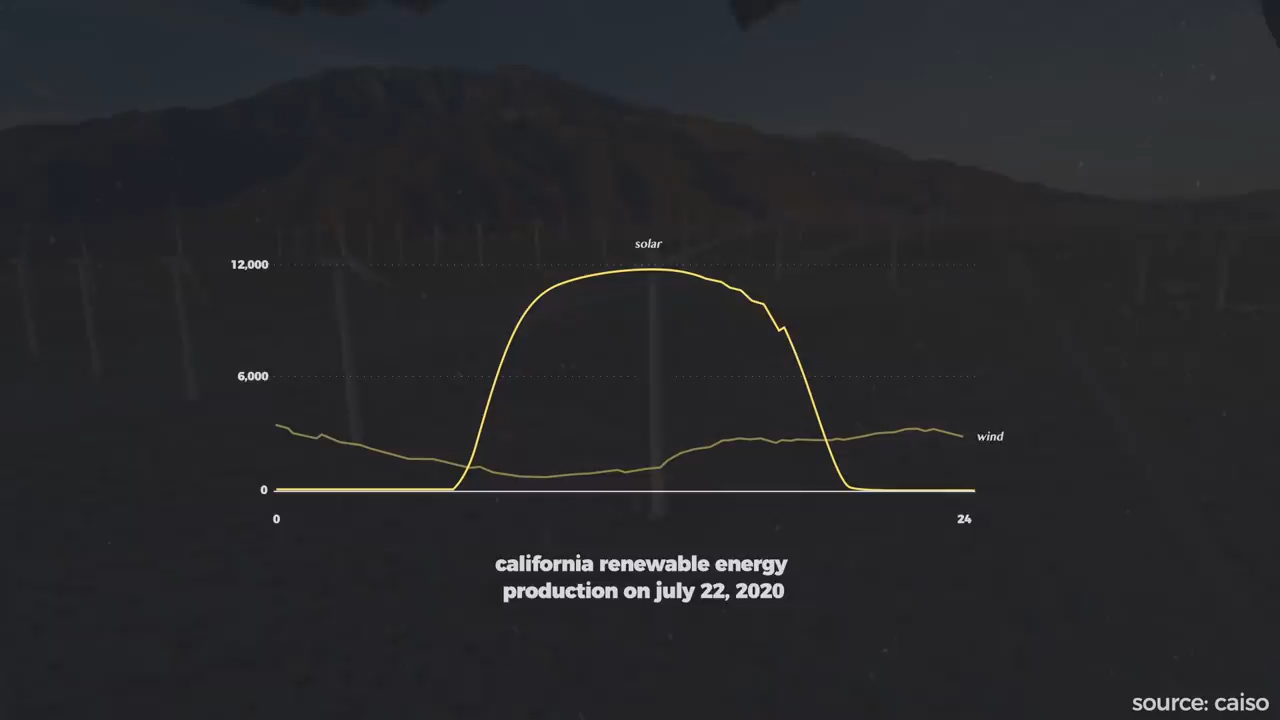 solar
12,000
6,000
wind
0
0 24
california renewable energy
production on july 22, 2020
source: caiso